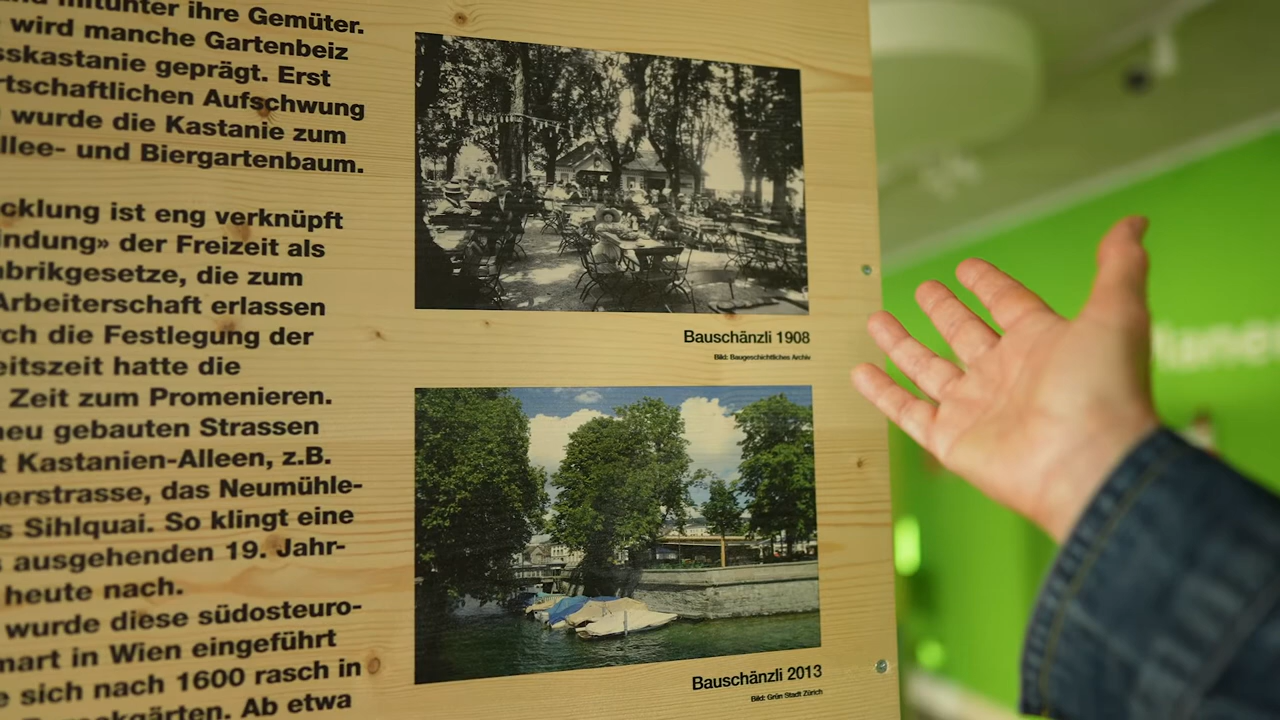 mitunter ihre Gemüter.
wird manche Gartenbeiz
sskastanie geprägt. Erst
rtschaftlichen Aufschwung
wurde die Kastanie zum
llee- und Biergartenbaum.
cklung ist eng verknüpft
indung» der Freizeit als
abrikgesetze, die zum
Arbeiterschaft erlassen
rch die Festlegung der
eitszeit hatte die
Zeit zum Promenieren.
neu gebauten Strassen
t Kastanien-Alleen, z.B.
nerstrasse, das Neumühle-
s Sihlquai. So klingt eine
s ausgehenden 19. Jahr-
heute nach.
wurde diese südosteuro-
mart in Wien eingeführt
e sich nach 1600 rasch in
ckgärten. Ab etwa
Bauschänzli 1908
Bild: Baugeschichtliches Archiv
Bauschänzli 2013
Bild: Grün Stadt Zürich